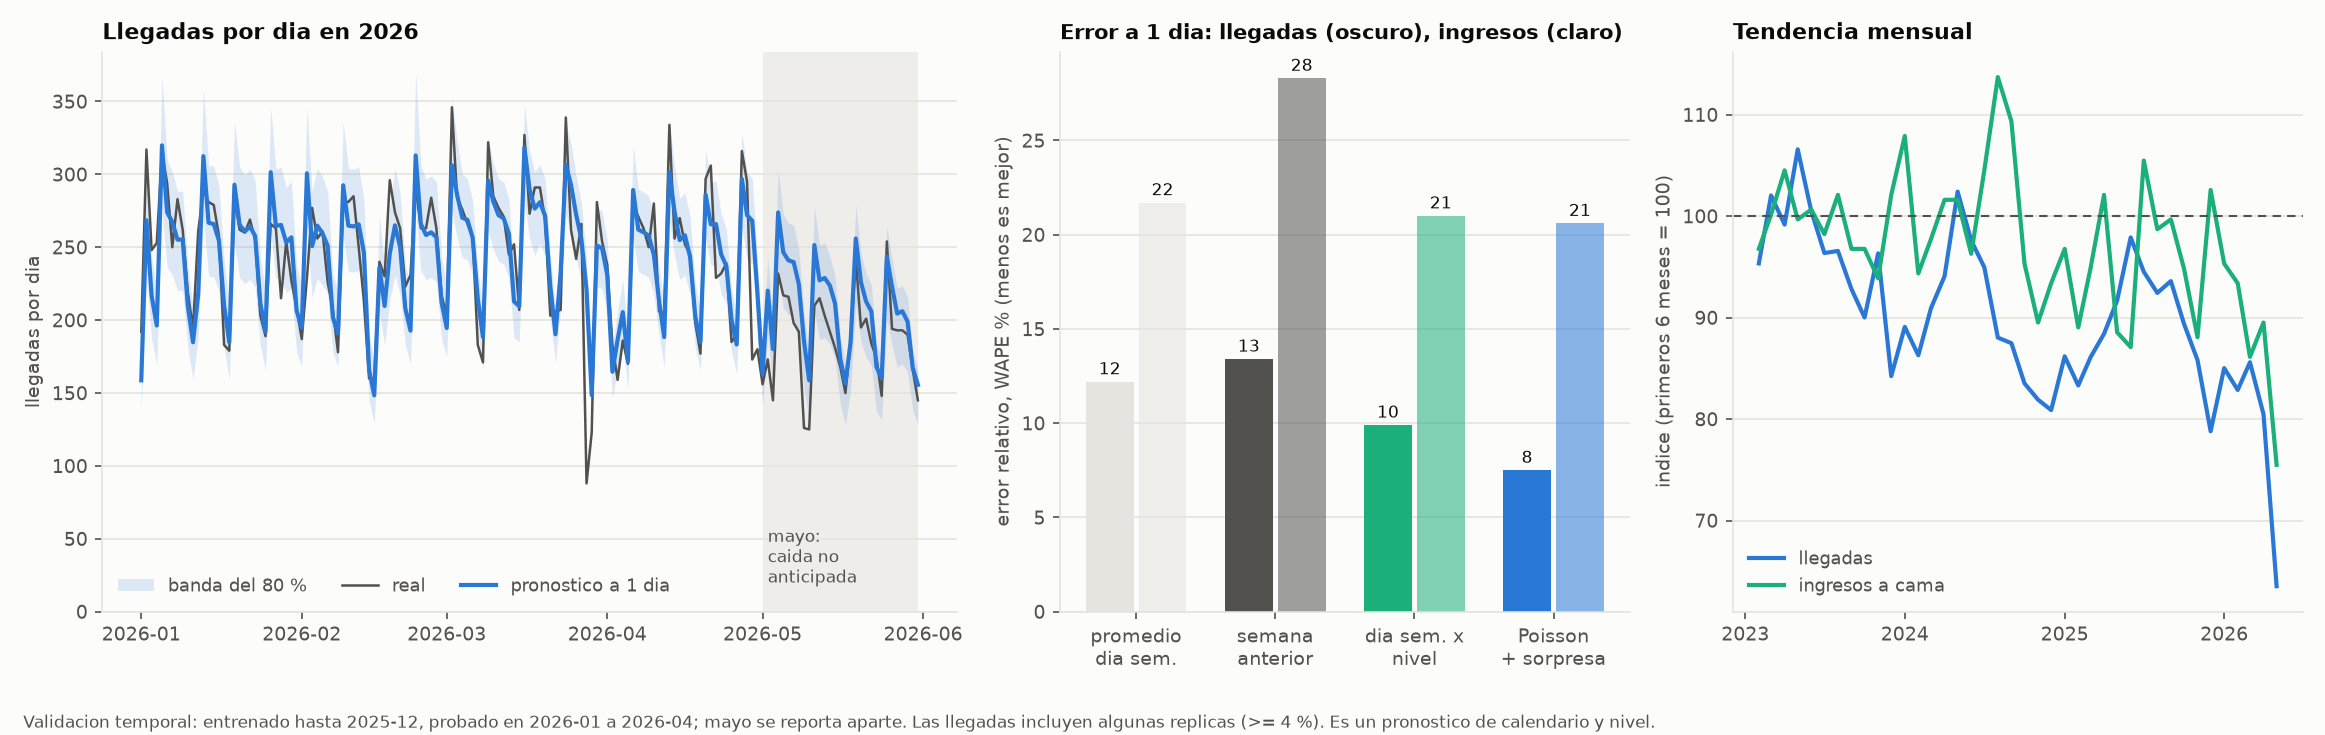 Llegadas por dia en 2026
llegadas por dia
350
300
250
200
150
100
50
0
mayo:
caida no
anticipada
banda del 80 %
real
pronostico a 1 dia
2026-01
2026-02
2026-03
2026-04
2026-05
2026-06
Error a 1 dia: llegadas (oscuro), ingresos (claro)
error relativo, WAPE % (menos es mejor)
25
20
15
10
5
0
12
22
13
28
10
21
8
21
promedio
dia sem.
semana
anterior
dia sem. x
nivel
Poisson
+ sorpresa
Tendencia mensual
indice (primeros 6 meses = 100)
110
100
90
80
70
llegadas
ingresos a cama
2023
2024
2025
2026
Validacion temporal: entrenado hasta 2025-12, probado en 2026-01 a 2026-04; mayo se reporta aparte. Las llegadas incluyen algunas replicas (>= 4 %). Es un pronostico de calendario y nivel.